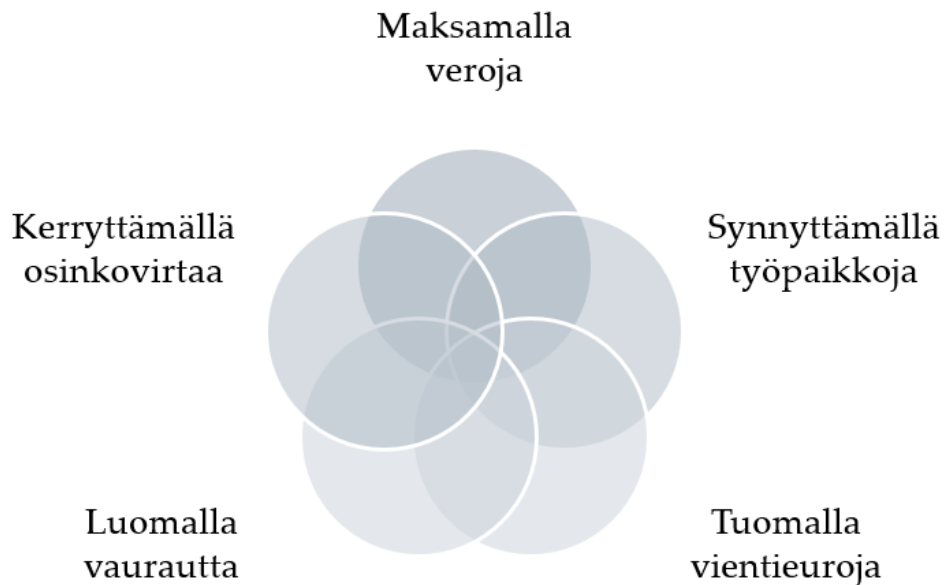 Maksamalla
veroja
Kerryttämällä
osinkovirtaa
Synnyttämällä
työpaikkoja
Luomalla
vaurautta
Tuomalla
vientieuroja